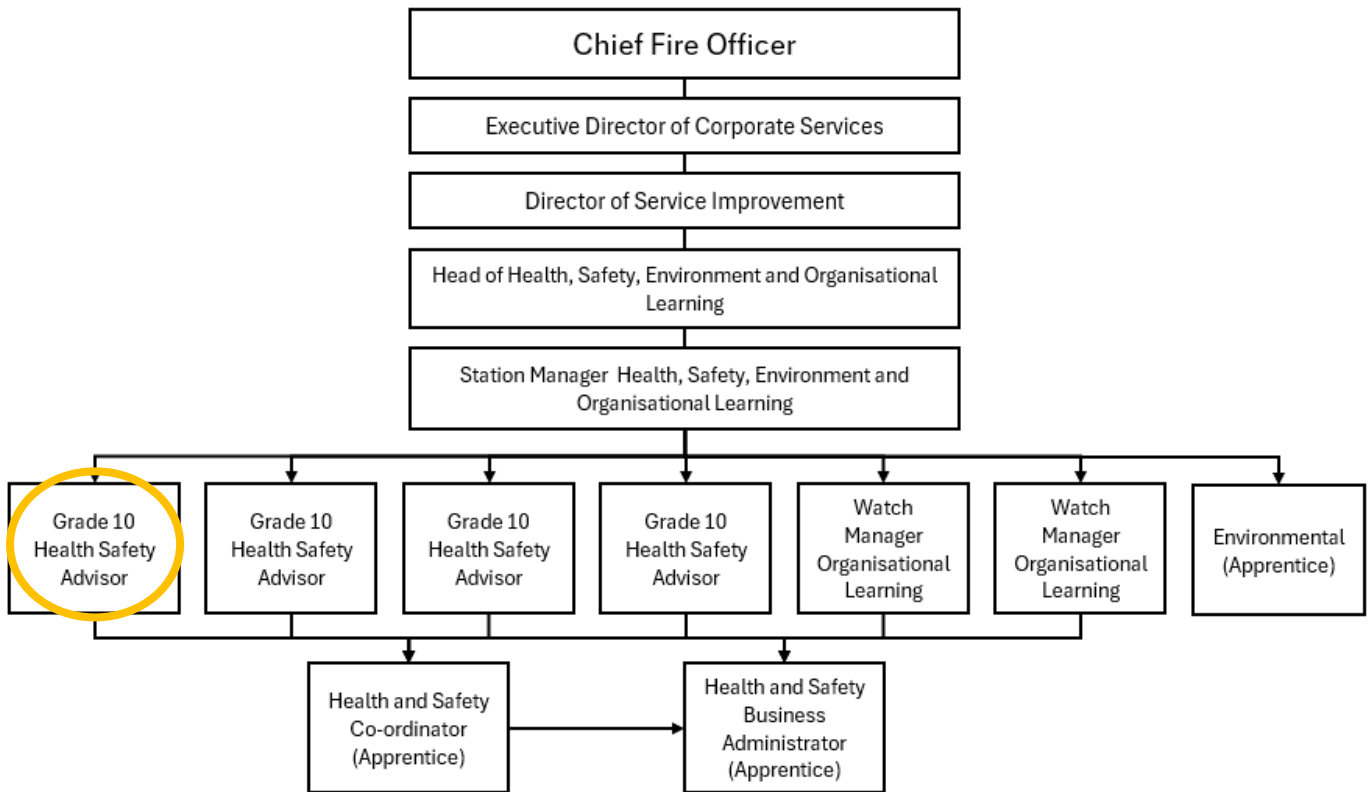 Chief Fire Officer
Executive Director of Corporate Services
Director of Service Improvement
Head of Health, Safety, Environment and Organisational
Learning
Station Manager Health, Safety, Environment and
Organisational Learning
Grade 10
Health Safety
Advisor
Grade 10
Health Safety
Advisor
Grade 10
Health Safety
Advisor
Grade 10
Health Safety
Advisor
Watch
Manager
Organisational
Learning
Watch
Manager
Organisational
Learning
Environmental
(Apprentice)
Health and Safety
Co-ordinator
(Apprentice)
Health and Safety
Business
Administrator
(Apprentice)